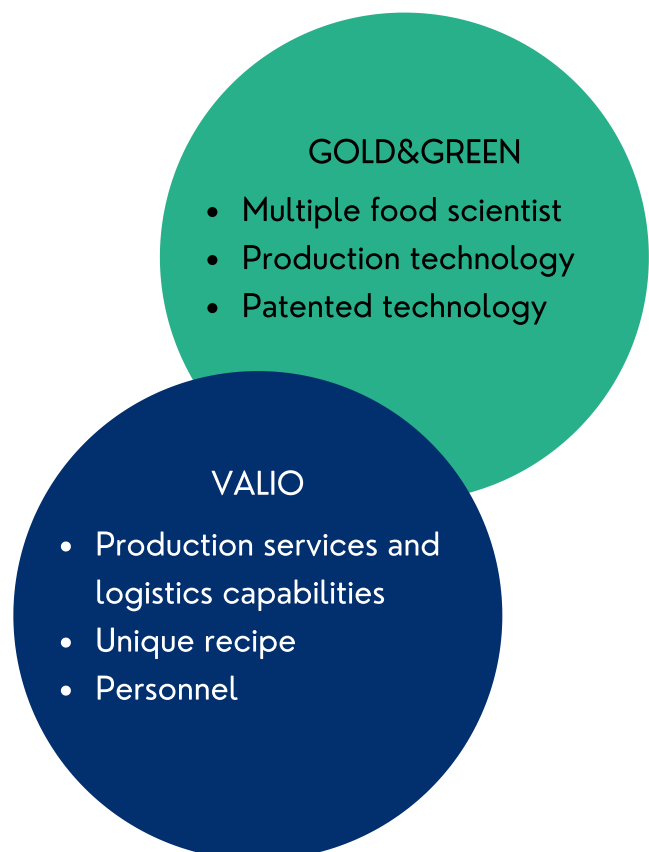 GOLD&GREEN
• Multiple food scientist
• Production technology
• Patented technology
VALIO
• Production services and
logistics capabilities
• Unique recipe
• Personnel